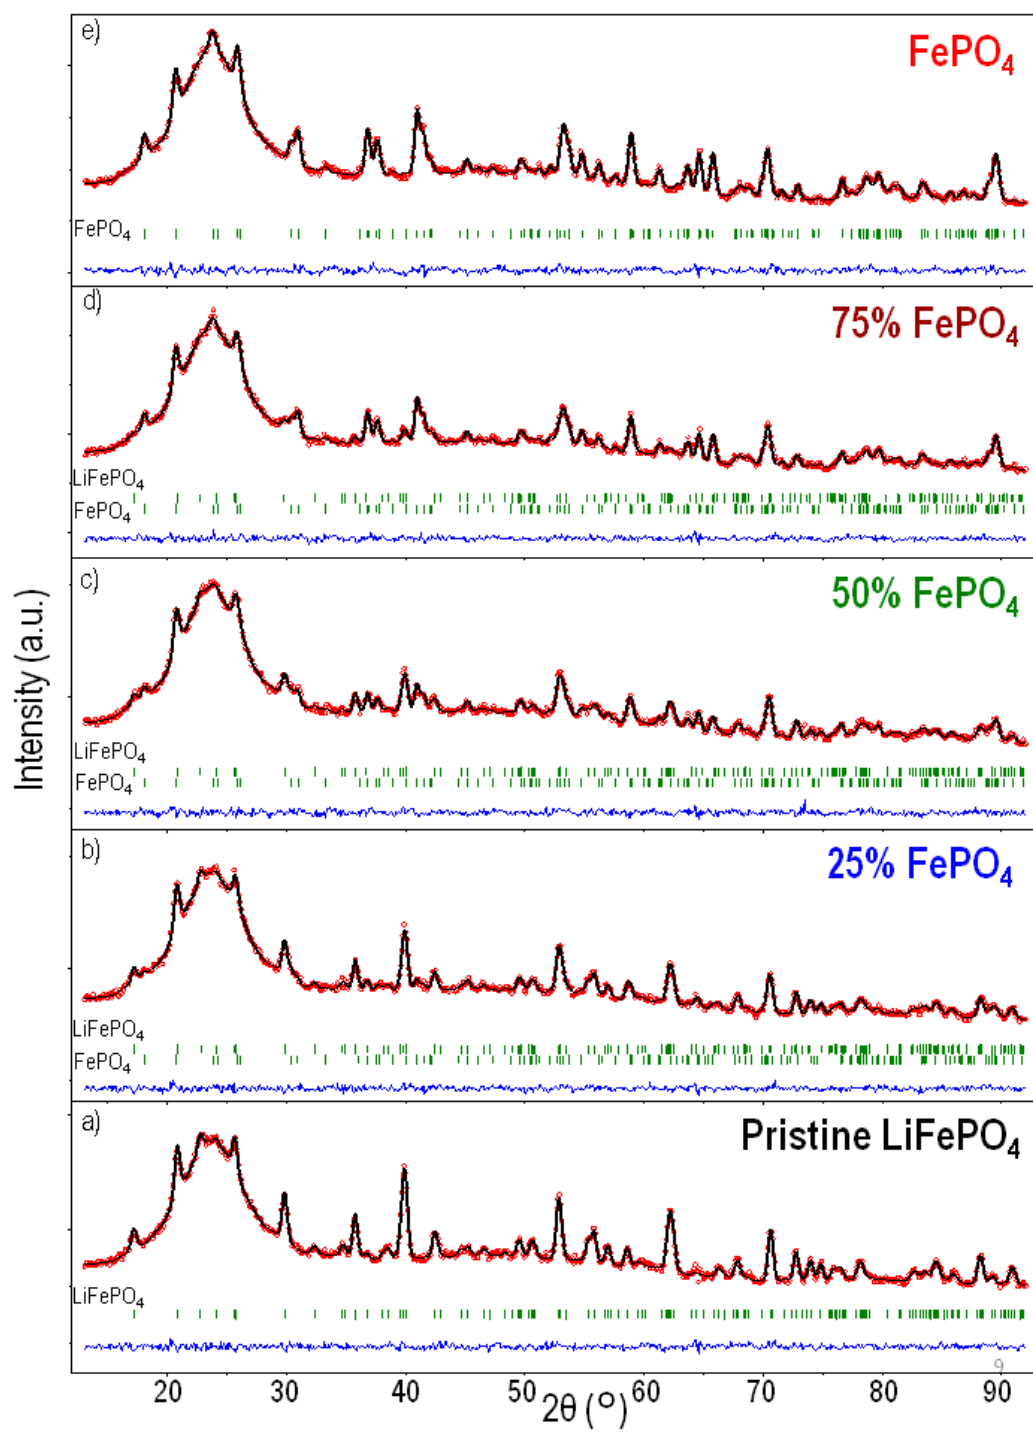 e)
FePO₄
FePO₄
d)
75% FePO₄
LiFePO₄
FePO₄
c)
50% FePO₄
LiFePO₄
FePO₄
b)
25% FePO₄
LiFePO₄
FePO₄
a)
Pristine LiFePO₄
LiFePO₄
9
Intensity (a.u.)
20 30 40 50 60 70 80 90
2θ (°)